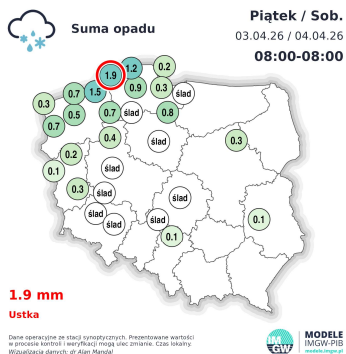 Suma opadu
Piątek / Sob.
03.04.26 / 04.04.26
08:00-08:00
1.9
1.2
0.2
0.7
1.5
0.9
0.3
ślad
0.3
0.5
0.7
ślad
0.8
0.7
0.4
ślad
0.3
0.2
0.1
ślad
0.3
ślad
ślad
ślad
ślad
ślad
0.1
0.1
1.9 mm
Ustka
Dane operacyjne ze stacji synoptycznych. Prezentowane wartości
w procesie kontroli i weryfikacji mogą ulec zmianie. Czas lokalny.
Wizualizacja danych: dr Alan Mandal
IM
GW
MODELE
IMGW-PIB
modele.imgw.pl